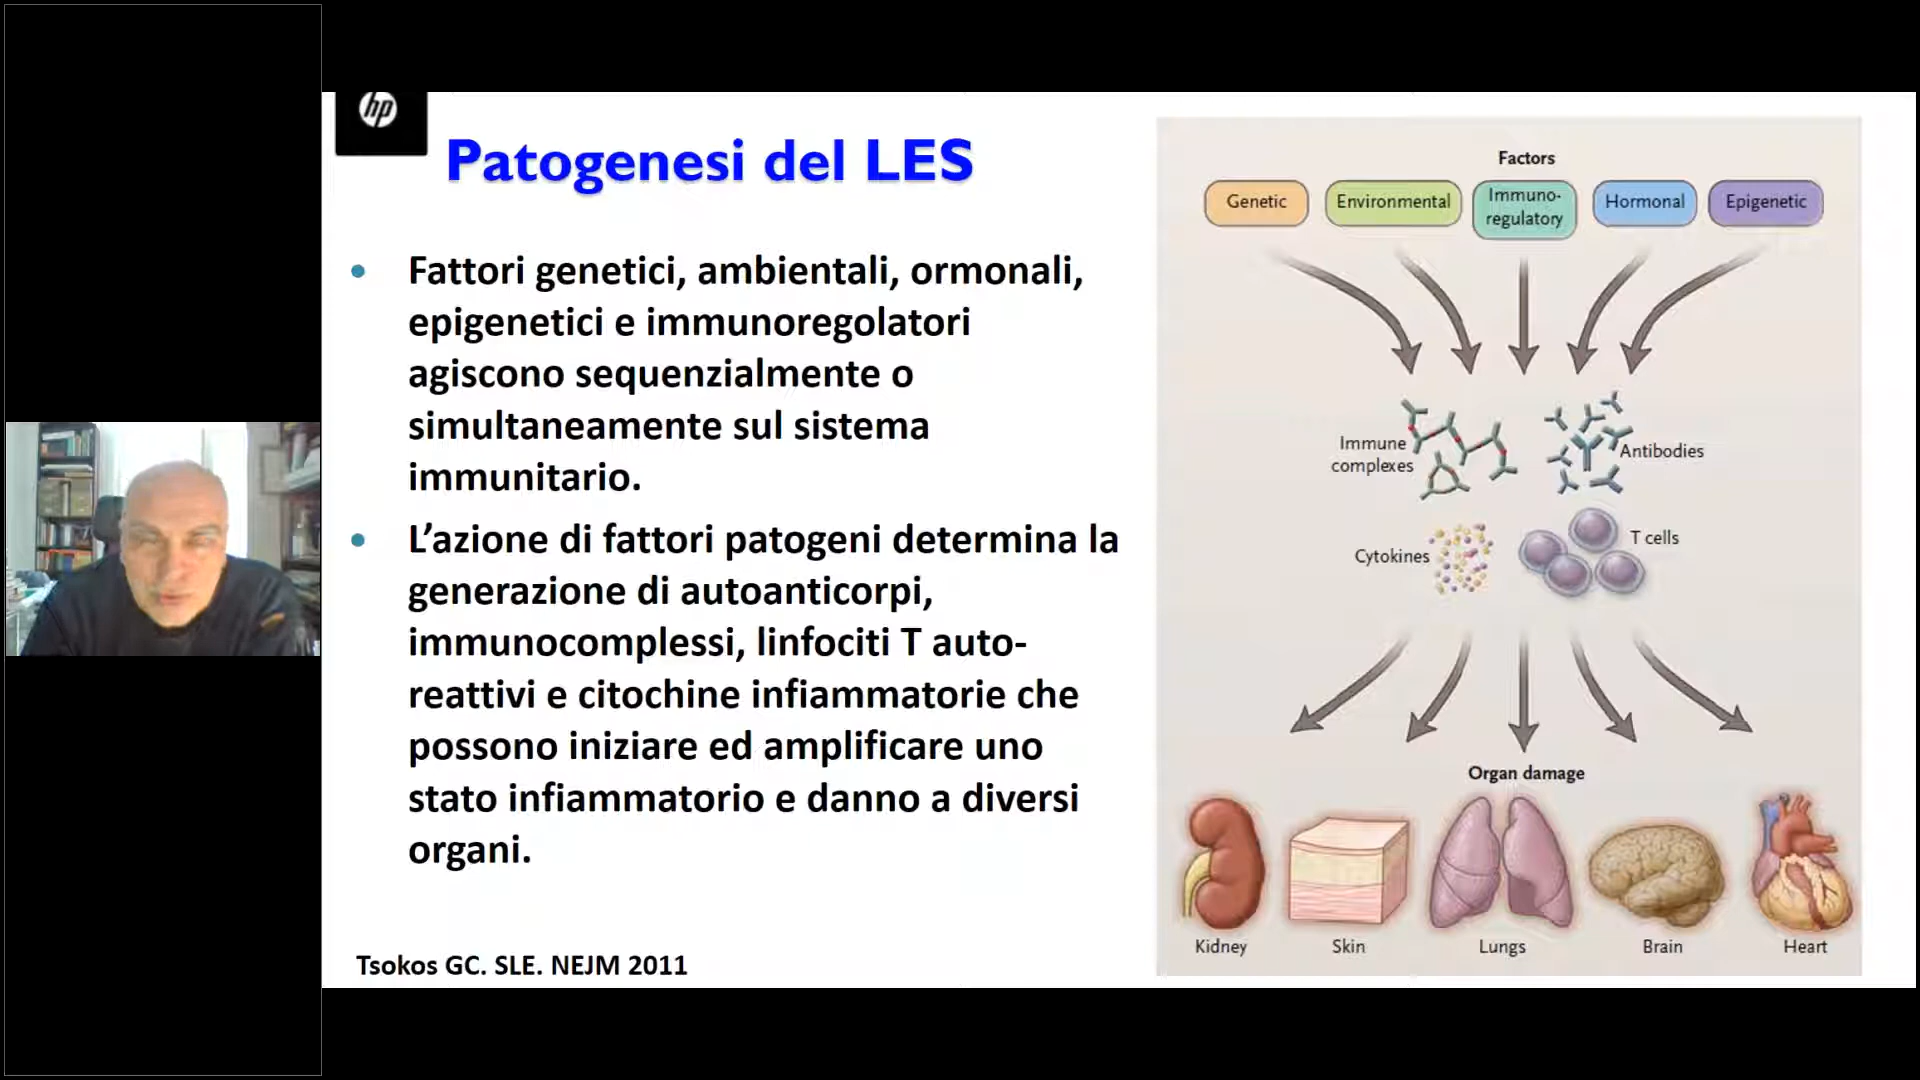 hp
Patogenesi del LES
• Fattori genetici, ambientali, ormonali,
epigenetici e immunoregolatori
agiscono sequenzialmente o
simultaneamente sul sistema
immunitario.
• L’azione di fattori patogeni determina la
generazione di autoanticorpi,
immunocomplessi, linfociti T auto-
reattivi e citochine infiammatorie che
possono iniziare ed amplificare uno
stato infiammatorio e danno a diversi
organi.
Tsokos GC. SLE. NEJM 2011
Factors
Genetic
Environmental
Immuno-
regulatory
Hormonal
Epigenetic
Immune
complexes
Antibodies
Cytokines
T cells
Organ damage
Kidney
Skin
Lungs
Brain
Heart